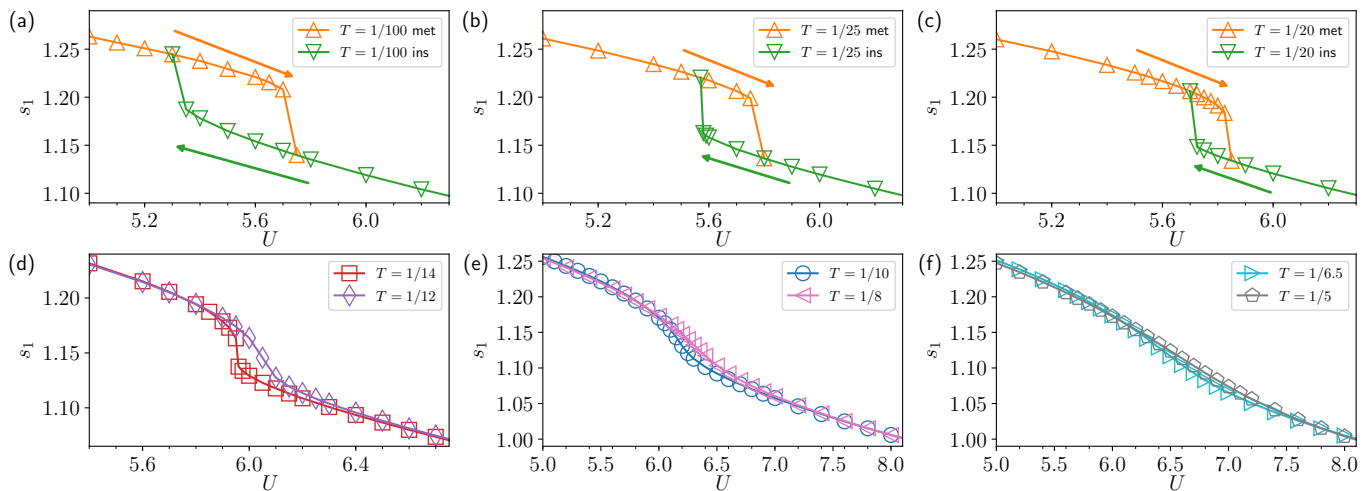 (a)
T = 1/100 met
T = 1/100 ins
1.25
1.20
1.15
1.10
s₁
5.2
5.6
6.0
U
(b)
T = 1/25 met
T = 1/25 ins
1.25
1.20
1.15
1.10
s₁
5.2
5.6
6.0
U
(c)
T = 1/20 met
T = 1/20 ins
1.25
1.20
1.15
1.10
s₁
5.2
5.6
6.0
U
(d)
T = 1/14
T = 1/12
1.20
1.15
1.10
s₁
5.6
6.0
6.4
U
(e)
T = 1/10
T = 1/8
1.25
1.20
1.15
1.10
1.05
1.00
s₁
5.0
5.5
6.0
6.5
7.0
7.5
8.0
U
(f)
T = 1/6.5
T = 1/5
1.25
1.20
1.15
1.10
1.05
1.00
s₁
5.0
5.5
6.0
6.5
7.0
7.5
8.0
U